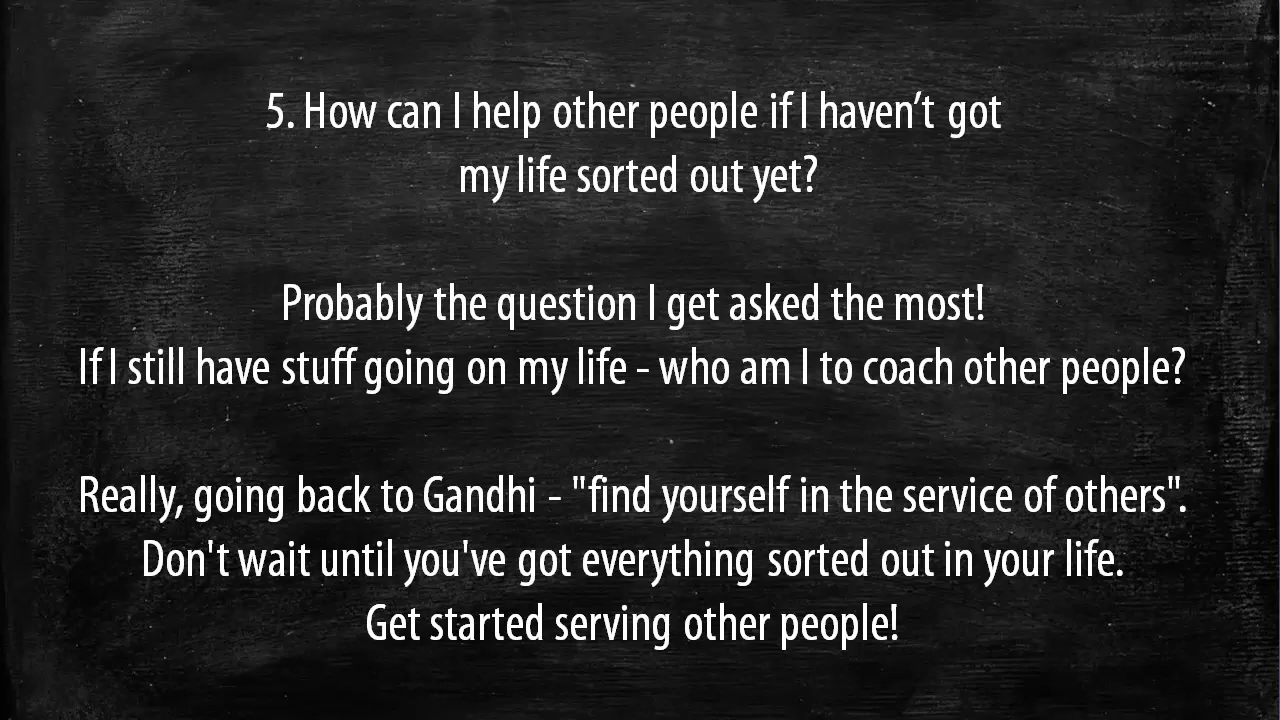 5. How can I help other people if I haven’t got
my life sorted out yet?
Probably the question I get asked the most!
If I still have stuff going on my life - who am I to coach other people?
Really, going back to Gandhi - "find yourself in the service of others".
Don't wait until you've got everything sorted out in your life.
Get started serving other people!